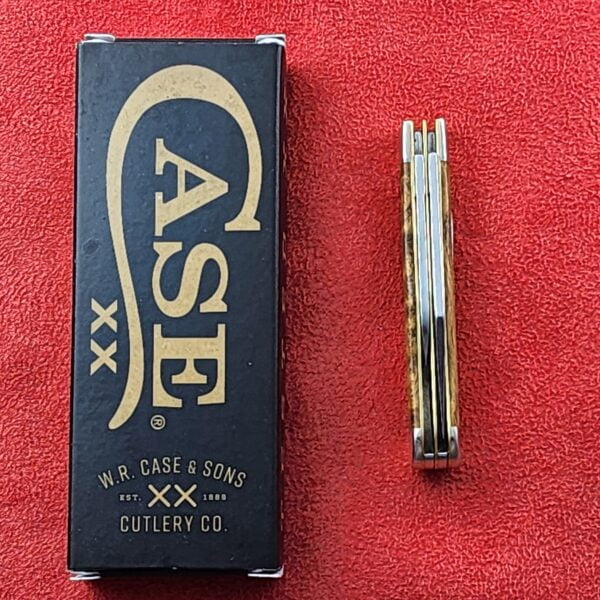 CASE
XX
®
W.R. CASE & SONS
EST. XX 1889
CUTLERY CO.